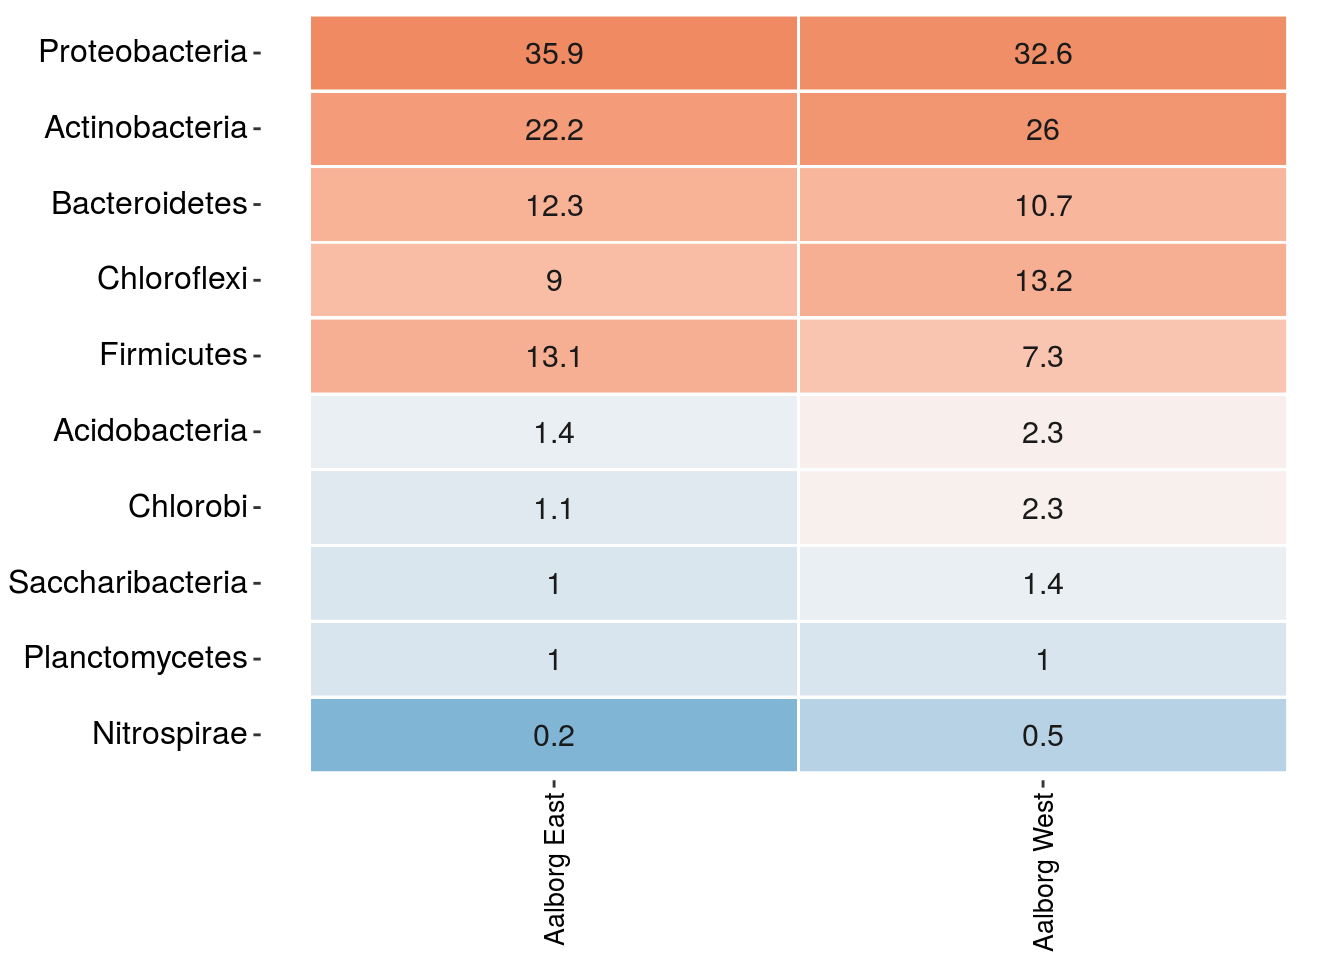 Proteobacteria 35.9 32.6
Actinobacteria 22.2 26
Bacteroidetes 12.3 10.7
Chloroflexi 9 13.2
Firmicutes 13.1 7.3
Acidobacteria 1.4 2.3
Chlorobi 1.1 2.3
Saccharibacteria 1 1.4
Planctomycetes 1 1
Nitrospirae 0.2 0.5
Aalborg East
Aalborg West